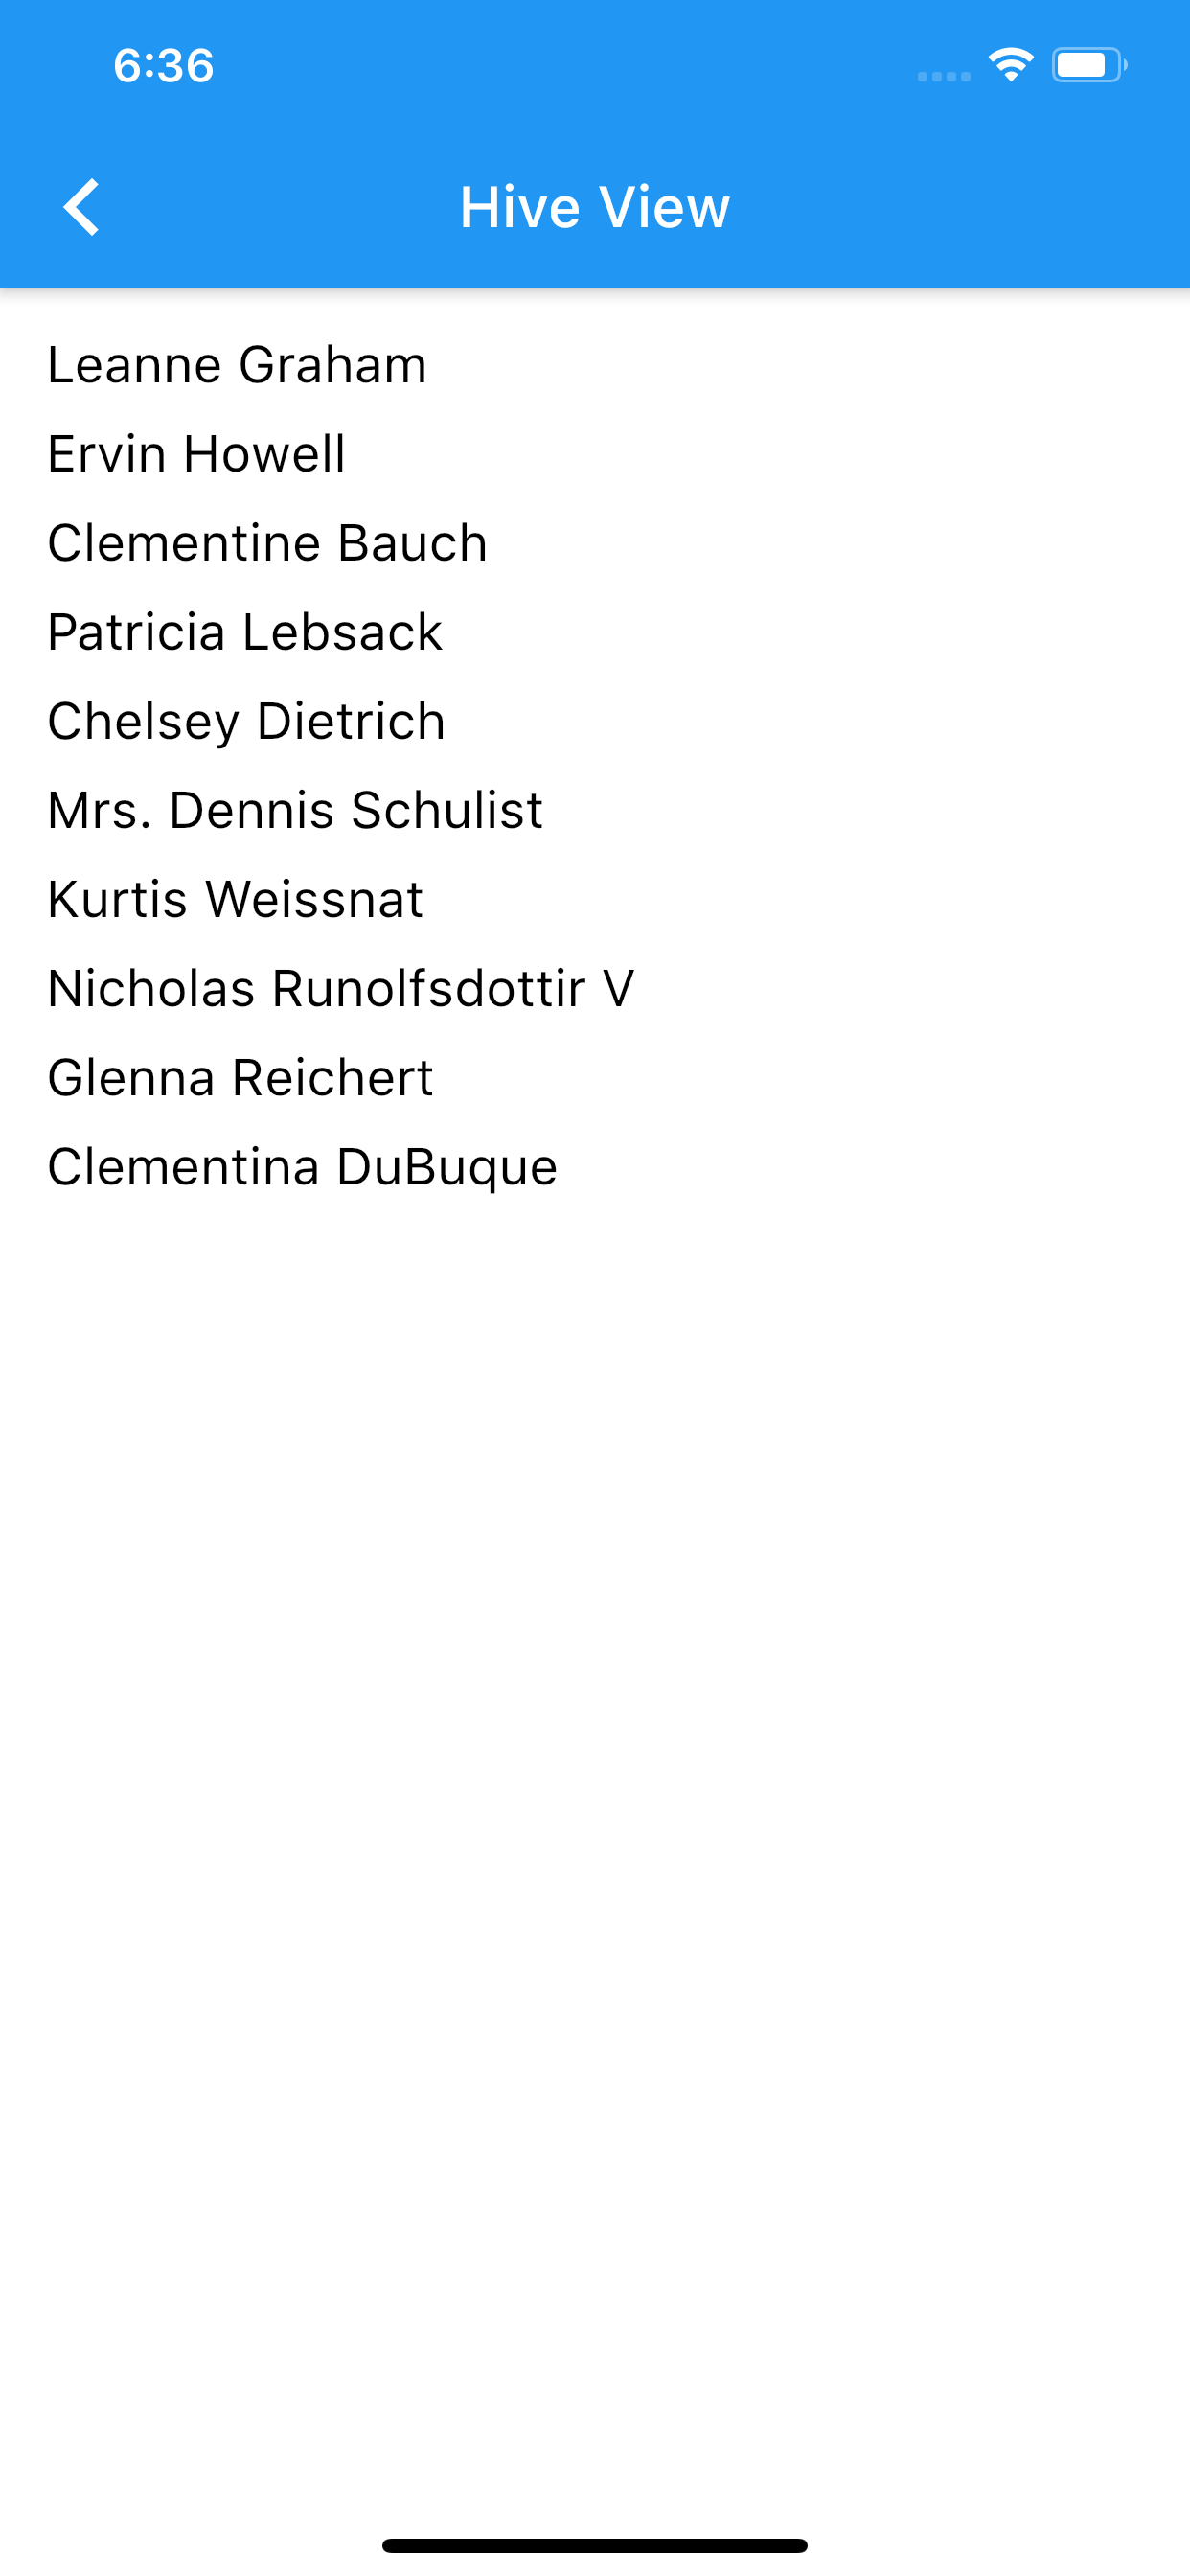 6:36
Hive View
Leanne Graham
Ervin Howell
Clementine Bauch
Patricia Lebsack
Chelsey Dietrich
Mrs. Dennis Schulist
Kurtis Weissnat
Nicholas Runolfsdottir V
Glenna Reichert
Clementina DuBuque